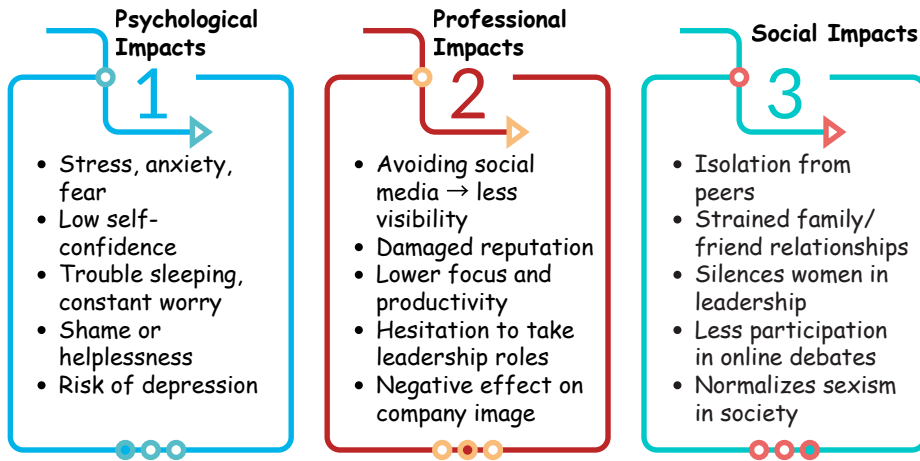 Psychological
Impacts
1
• Stress, anxiety,
fear
• Low self-
confidence
• Trouble sleeping,
constant worry
• Shame or
helplessness
• Risk of depression
Professional
Impacts
2
• Avoiding social
media → less
visibility
• Damaged reputation
• Lower focus and
productivity
• Hesitation to take
leadership roles
• Negative effect on
company image
Social Impacts
3
• Isolation from
peers
• Strained family/
friend relationships
• Silences women in
leadership
• Less participation
in online debates
• Normalizes sexism
in society